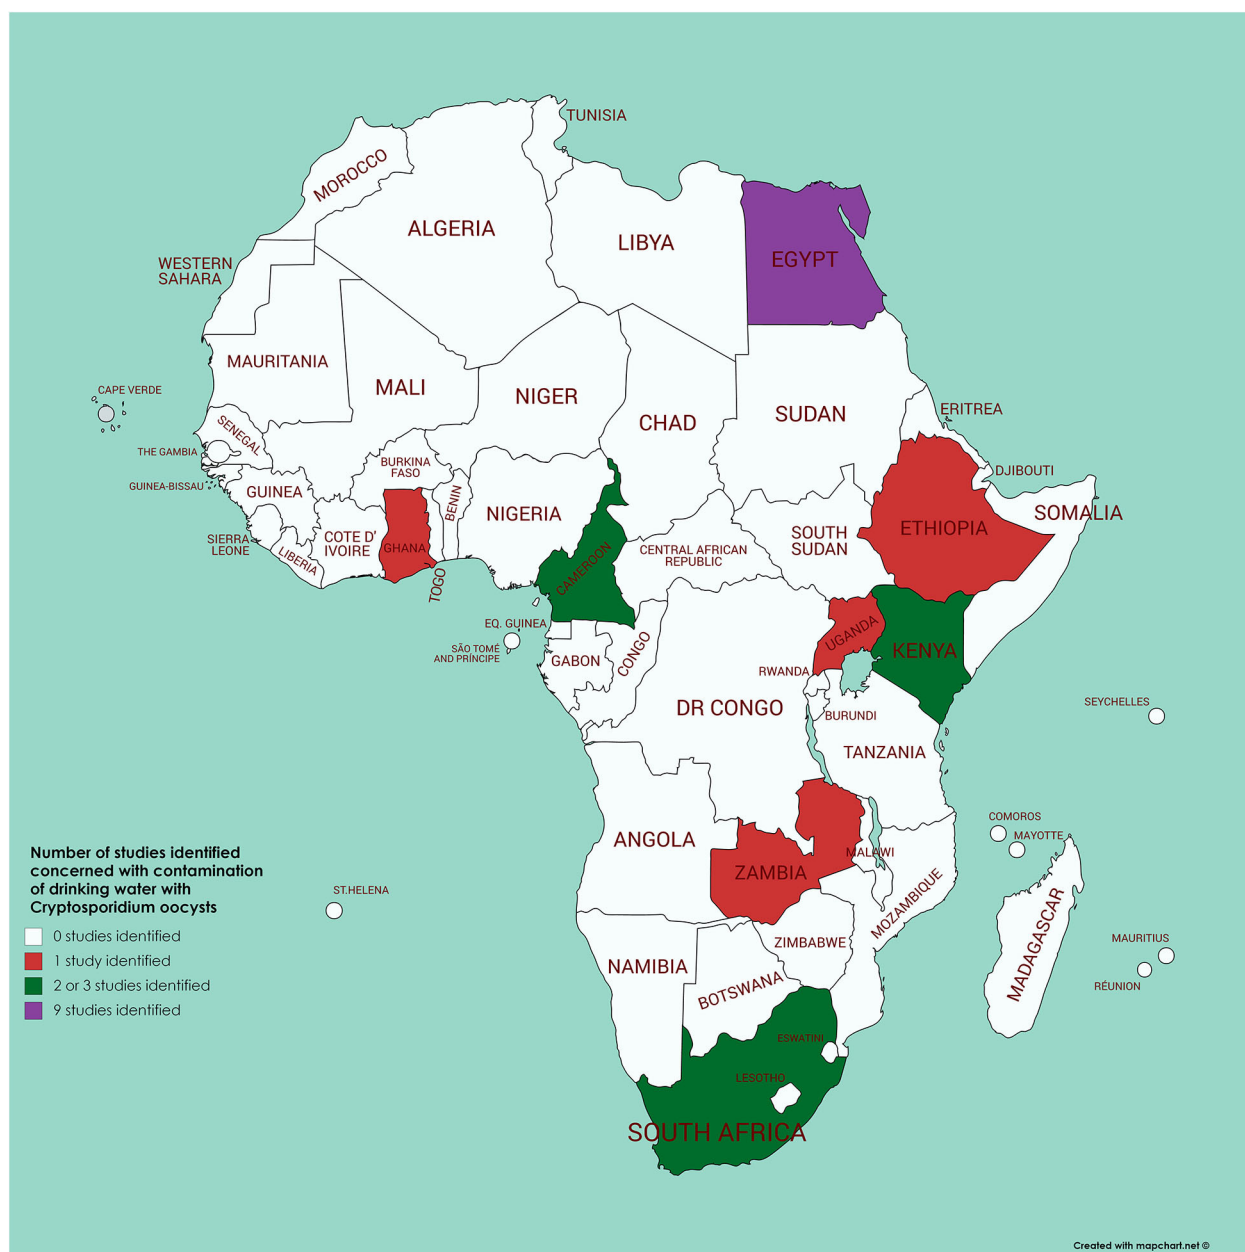 TUNISIA
MOROCCO
ALGERIA
LIBYA
EGYPT
WESTERN
SAHARA
MAURITANIA
MALI
NIGER
CHAD
SUDAN
ERITREA
CAPE VERDE
SENEGAL
THE GAMBIA
GUINEA-BISSAU
GUINEA
BURKINA
FASO
BENIN
NIGERIA
DJIBOUTI
SOMALIA
ETHIOPIA
SIERRA
LEONE
LIBERIA
COTE D'
IVOIRE
GHANA
TOGO
CAMEROON
CENTRAL AFRICAN
REPUBLIC
SOUTH
SUDAN
EQ. GUINEA
SÃO TOMÉ
AND PRÍNCIPE
GABON
CONGO
UGANDA
KENYA
RWANDA
DR CONGO
BURUNDI
TANZANIA
SEYCHELLES
COMOROS
MAYOTTE
ANGOLA
ZAMBIA
MALAWI
MOZAMBIQUE
ST.HELENA
NAMIBIA
ZIMBABWE
BOTSWANA
MADAGASCAR
MAURITIUS
RÉUNION
ESWATINI
LESOTHO
SOUTH AFRICA
Number of studies identified
concerned with contamination
of drinking water with
Cryptosporidium oocysts
0 studies identified
1 study identified
2 or 3 studies identified
9 studies identified
Created with mapchart.net ©